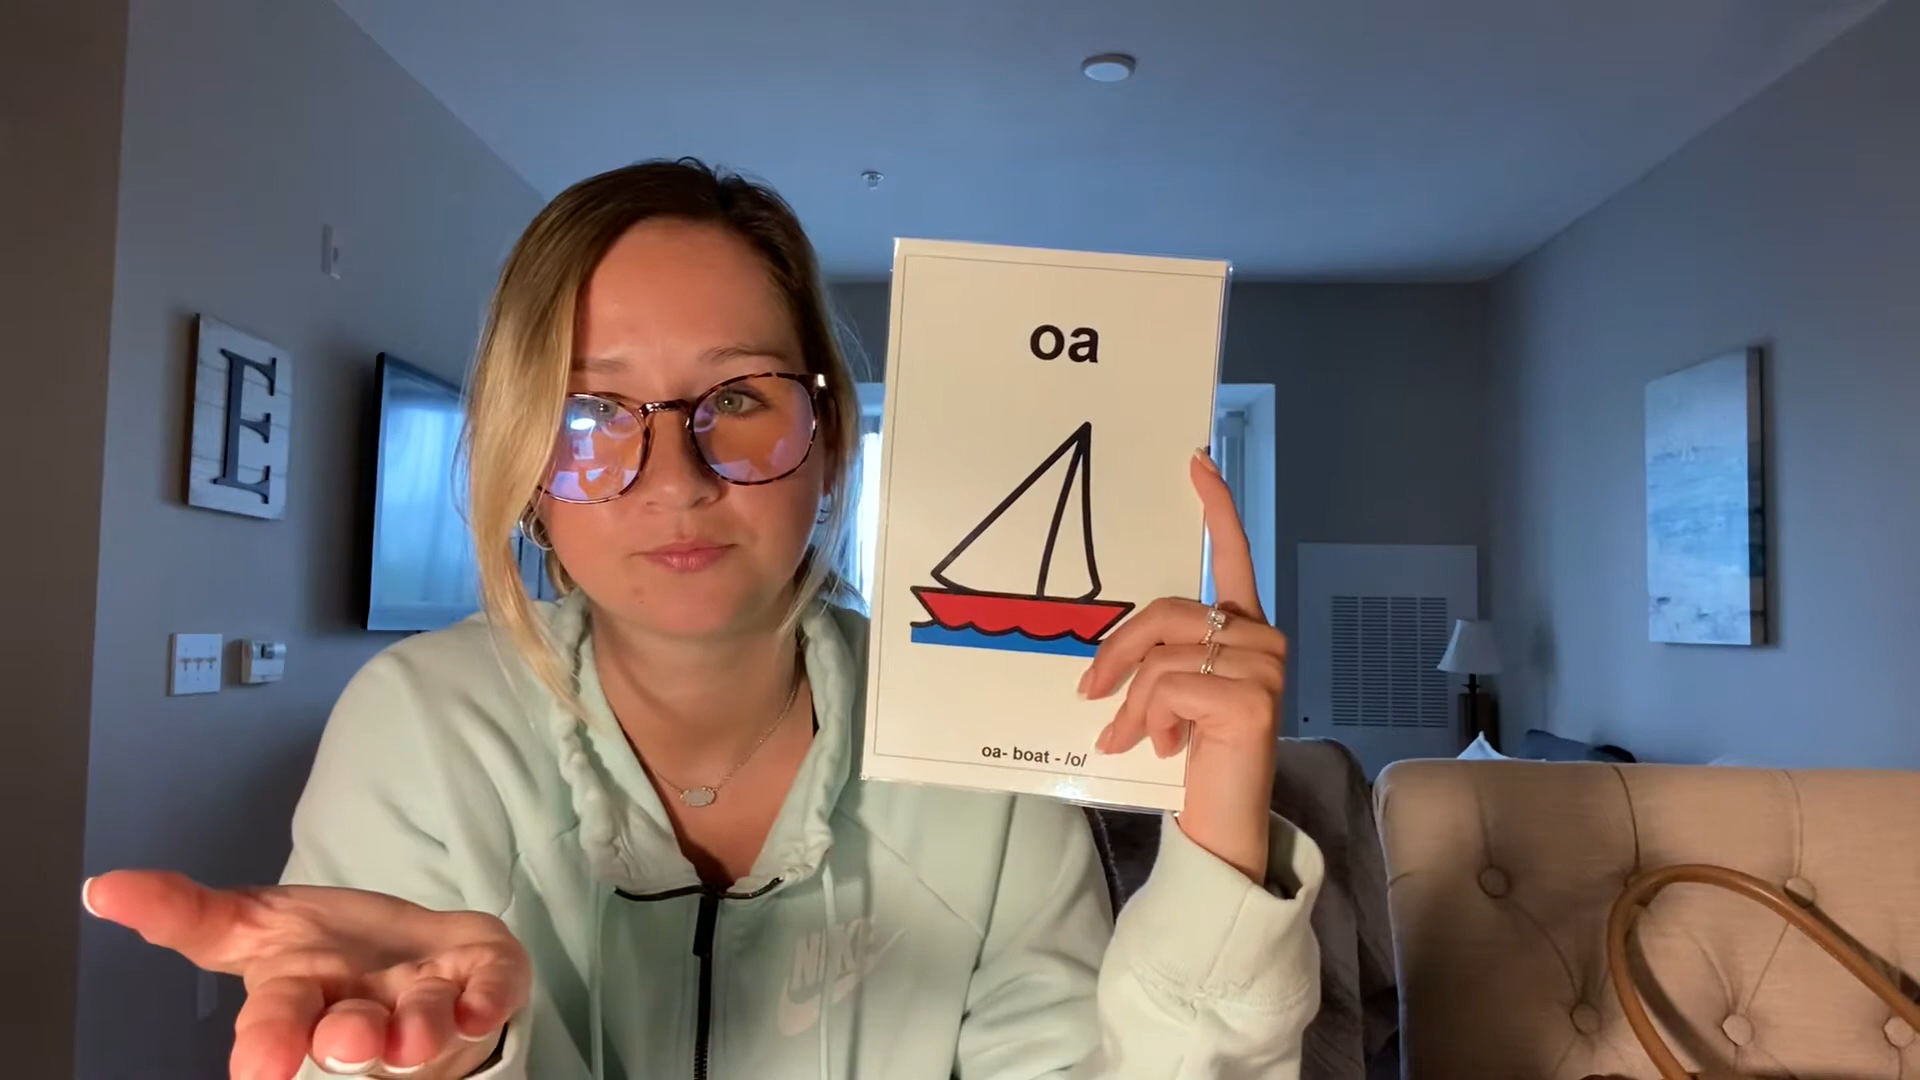 E
oa
oa- boat - /o/
NIKE